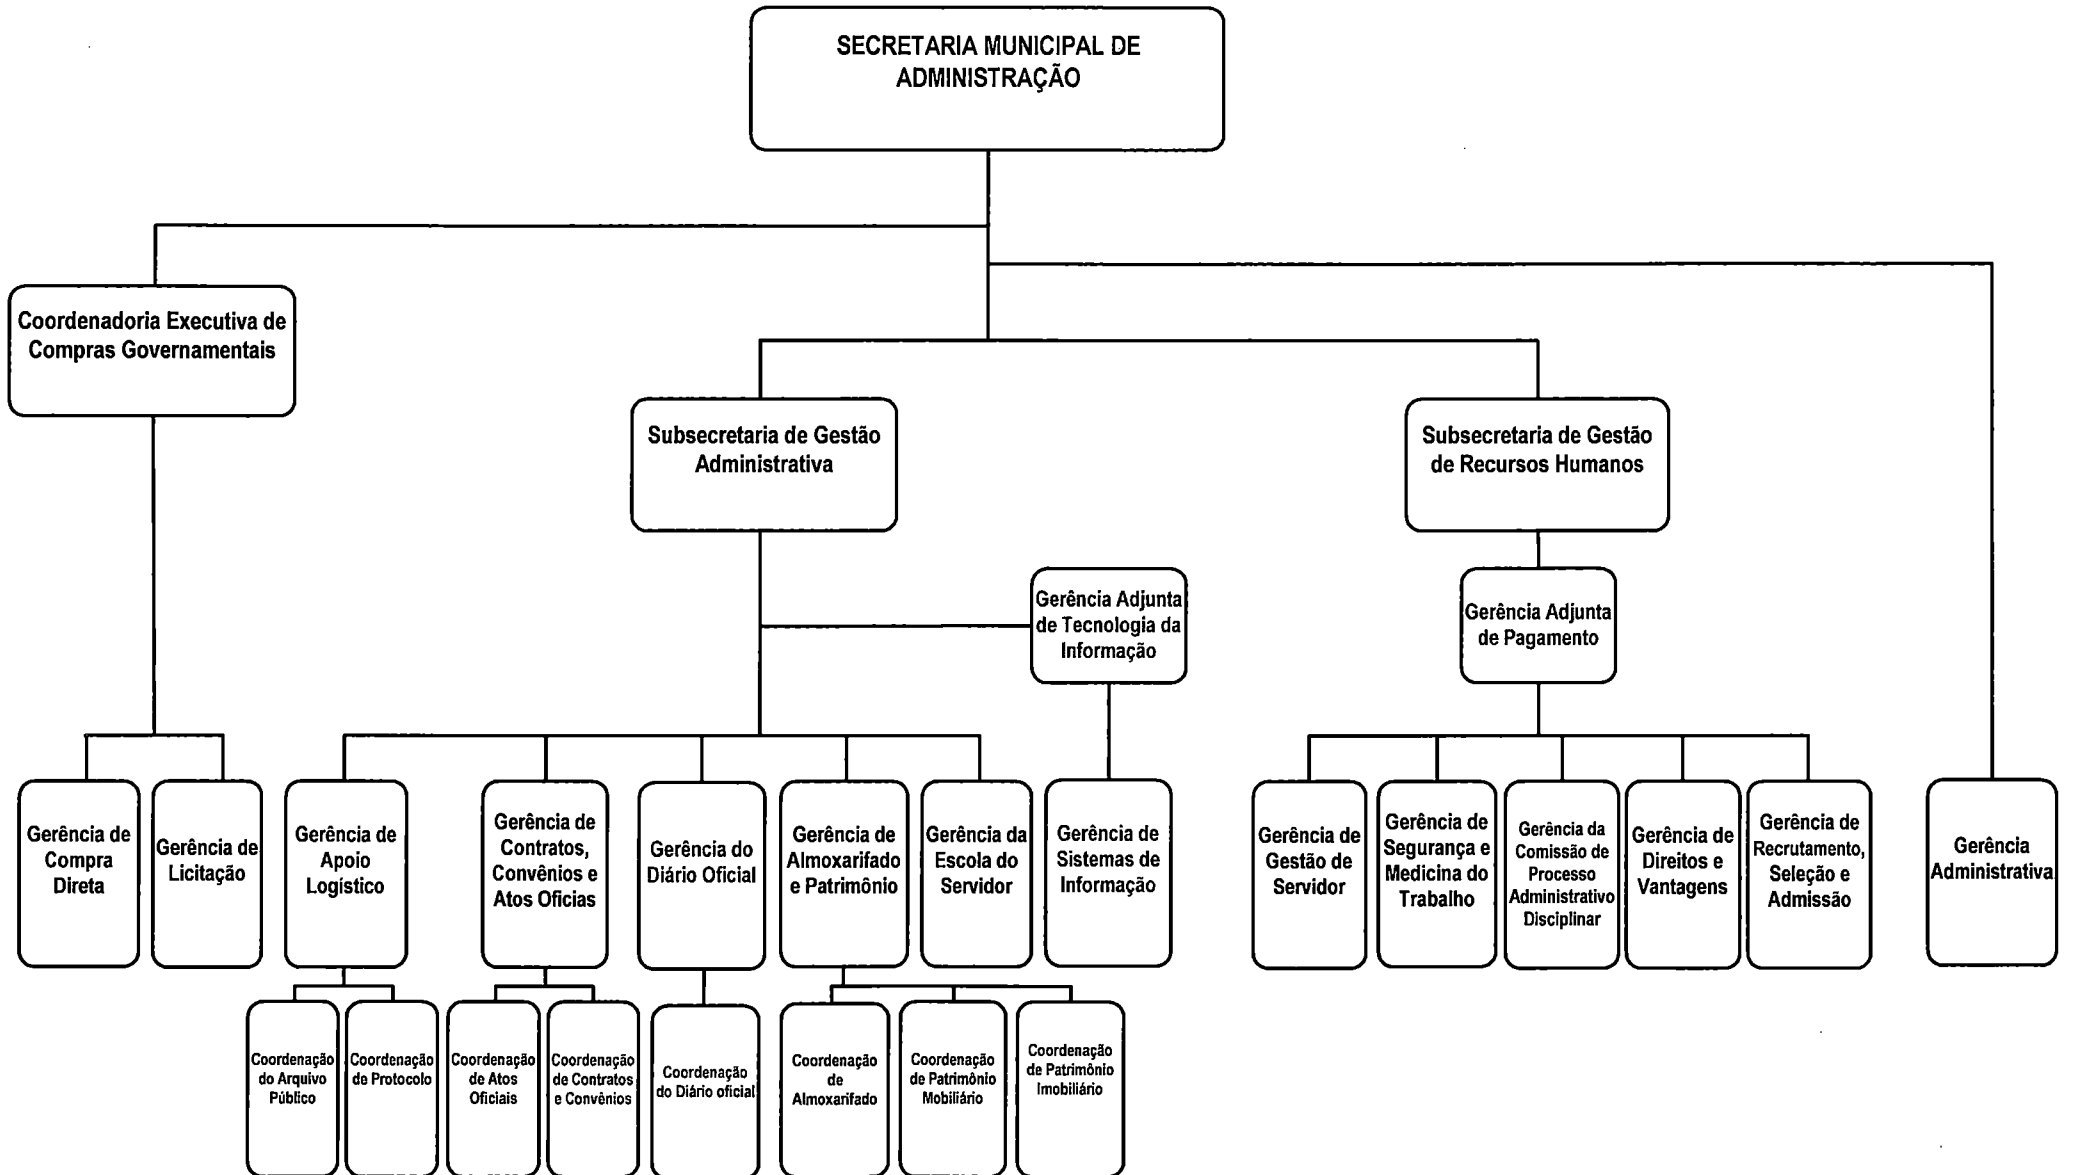 SECRETARIA MUNICIPAL DE
ADMINISTRAÇÃO
Coordenadoria Executiva de
Compras Governamentais
Subsecretaria de Gestão
Administrativa
Subsecretaria de Gestão
de Recursos Humanos
Gerência Adjunta
de Tecnologia da
Informação
Gerência Adjunta
de Pagamento
Gerência de
Compra
Direta
Gerência de
Licitação
Gerência de
Apoio
Logístico
Gerência de
Contratos,
Convênios e
Atos Oficias
Gerência do
Diário Oficial
Gerência de
Almoxarifado
e Patrimônio
Gerência da
Escola do
Servidor
Gerência de
Sistemas de
Informação
Gerência de
Gestão de
Servidor
Gerência de
Segurança e
Medicina do
Trabalho
Gerência da
Comissão de
Processo
Administrativo
Disciplinar
Gerência de
Direitos e
Vantagens
Gerência de
Recrutamento,
Seleção e
Admissão
Gerência
Administrativa
Coordenação
do Arquivo
Público
Coordenação
de Protocolo
Coordenação
de Atos
Oficiais
Coordenação
de Contratos
e Convênios
Coordenação
do Diário oficial
Coordenação
de
Almoxarifado
Coordenação
de Patrimônio
Mobiliário
Coordenação
de Patrimônio
Imobiliário